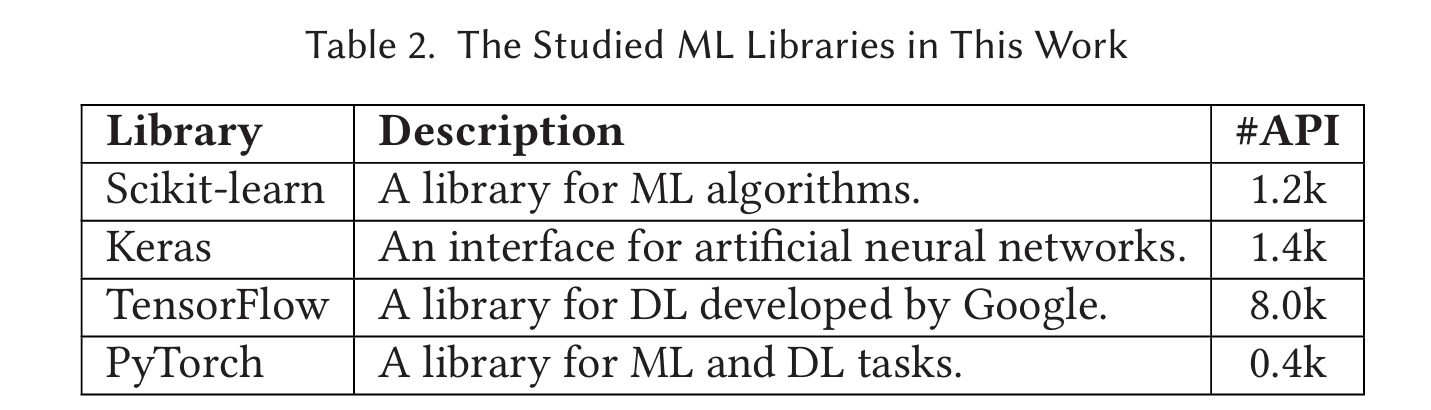 Table 2. The Studied ML Libraries in This Work
Library Description #API
Scikit-learn A library for ML algorithms. 1.2k
Keras An interface for artificial neural networks. 1.4k
TensorFlow A library for DL developed by Google. 8.0k
PyTorch A library for ML and DL tasks. 0.4k